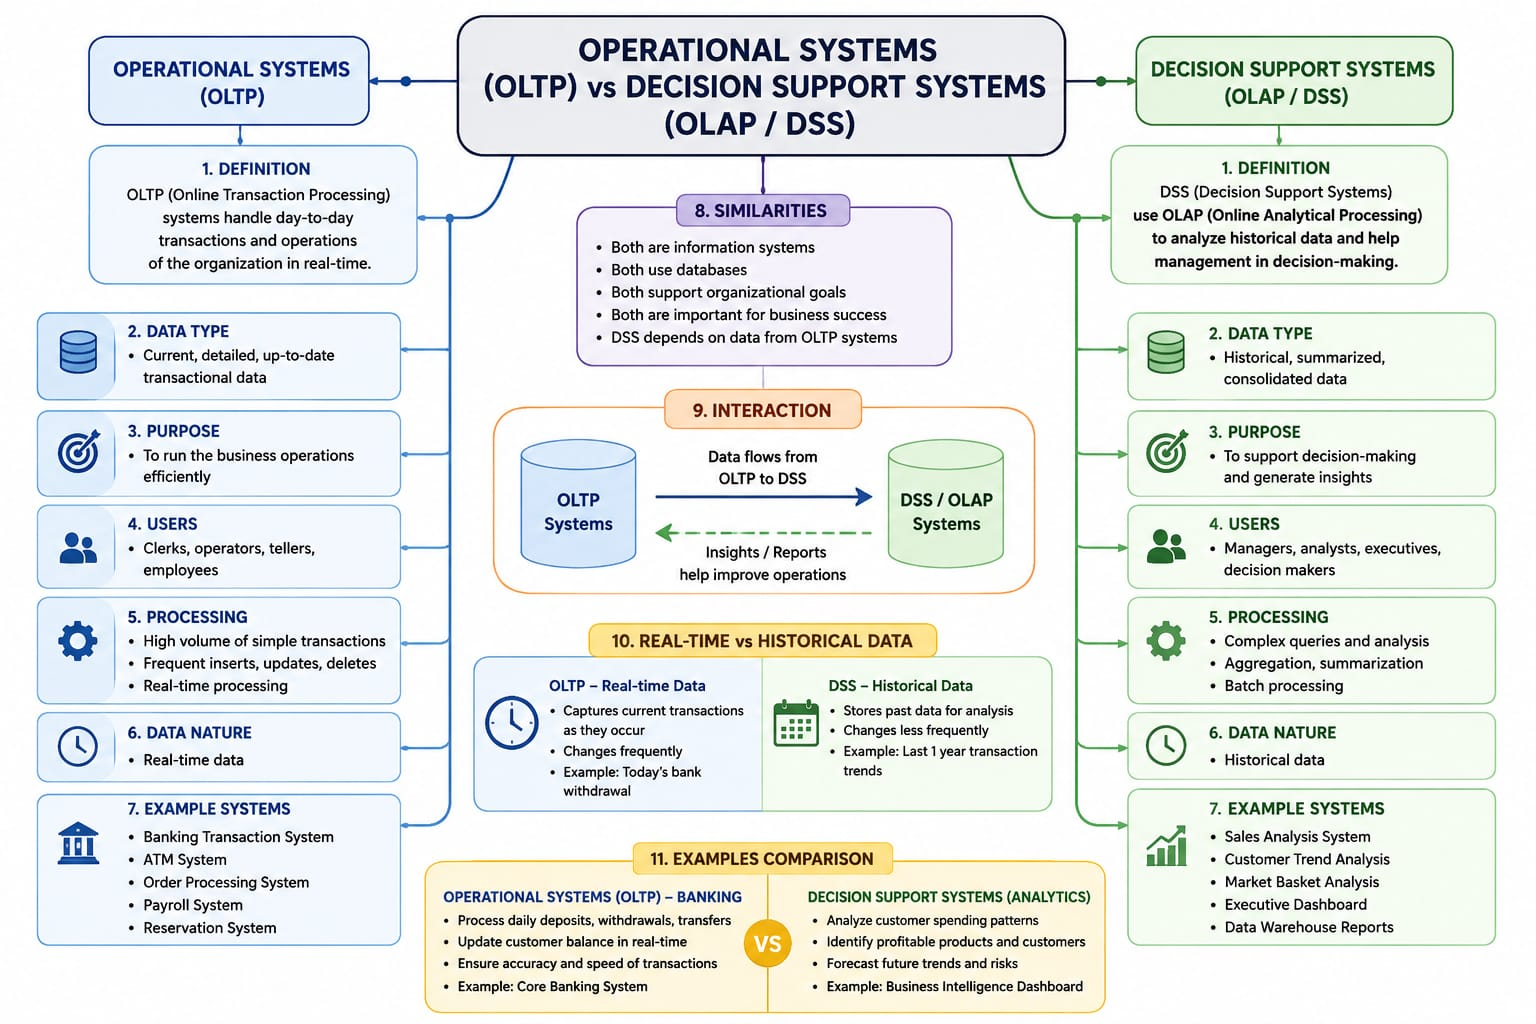 OPERATIONAL SYSTEMS
(OLTP) vs DECISION SUPPORT SYSTEMS
(OLAP / DSS)
OPERATIONAL SYSTEMS
(OLTP)
1. DEFINITION
OLTP (Online Transaction Processing)
systems handle day-to-day
transactions and operations
of the organization in real-time.
2. DATA TYPE
• Current, detailed, up-to-date
transactional data
3. PURPOSE
• To run the business operations
efficiently
4. USERS
• Clerks, operators, tellers,
employees
5. PROCESSING
• High volume of simple transactions
• Frequent inserts, updates, deletes
• Real-time processing
6. DATA NATURE
• Real-time data
7. EXAMPLE SYSTEMS
• Banking Transaction System
• ATM System
• Order Processing System
• Payroll System
• Reservation System
8. SIMILARITIES
• Both are information systems
• Both use databases
• Both support organizational goals
• Both are important for business success
• DSS depends on data from OLTP systems
9. INTERACTION
OLTP
Systems
Data flows from
OLTP to DSS
Insights / Reports
help improve operations
DSS / OLAP
Systems
10. REAL-TIME vs HISTORICAL DATA
OLTP – Real-time Data
• Captures current transactions
as they occur
• Changes frequently
• Example: Today's bank
withdrawal
DSS – Historical Data
• Stores past data for analysis
• Changes less frequently
• Example: Last 1 year transaction
trends
11. EXAMPLES COMPARISON
OPERATIONAL SYSTEMS (OLTP) – BANKING
• Process daily deposits, withdrawals, transfers
• Update customer balance in real-time
• Ensure accuracy and speed of transactions
• Example: Core Banking System
VS
DECISION SUPPORT SYSTEMS (ANALYTICS)
• Analyze customer spending patterns
• Identify profitable products and customers
• Forecast future trends and risks
• Example: Business Intelligence Dashboard
DECISION SUPPORT SYSTEMS
(OLAP / DSS)
1. DEFINITION
DSS (Decision Support Systems)
use OLAP (Online Analytical Processing)
to analyze historical data and help
management in decision-making.
2. DATA TYPE
• Historical, summarized,
consolidated data
3. PURPOSE
• To support decision-making
and generate insights
4. USERS
• Managers, analysts, executives,
decision makers
5. PROCESSING
• Complex queries and analysis
• Aggregation, summarization
• Batch processing
6. DATA NATURE
• Historical data
7. EXAMPLE SYSTEMS
• Sales Analysis System
• Customer Trend Analysis
• Market Basket Analysis
• Executive Dashboard
• Data Warehouse Reports